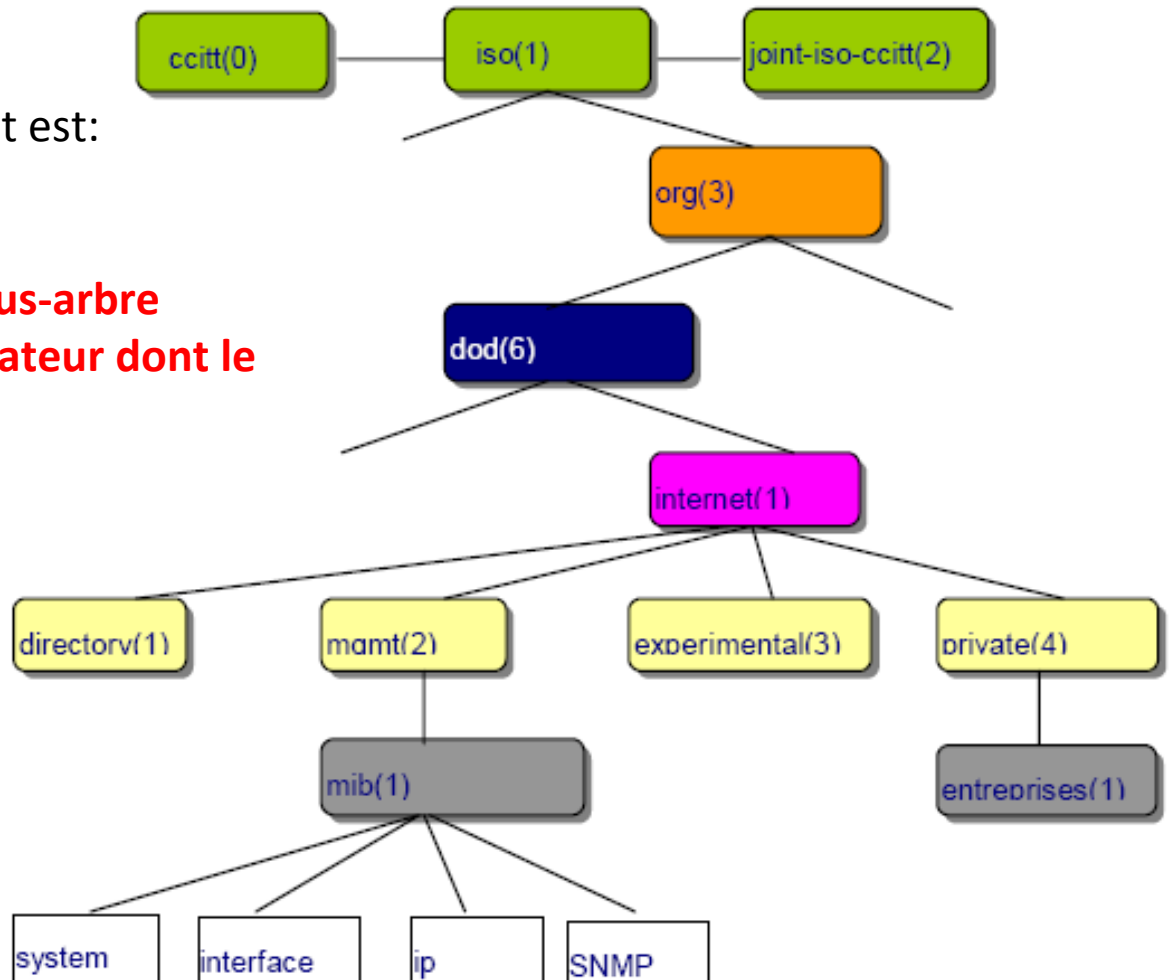 ccitt(0) iso(1) joint-iso-ccitt(2)
t est:
org(3)
us-arbre
ateur dont le
dod(6)
internet(1)
directory(1) mgmt(2) experimental(3) private(4)
mib(1) entreprises(1)
system interface ip SNMP